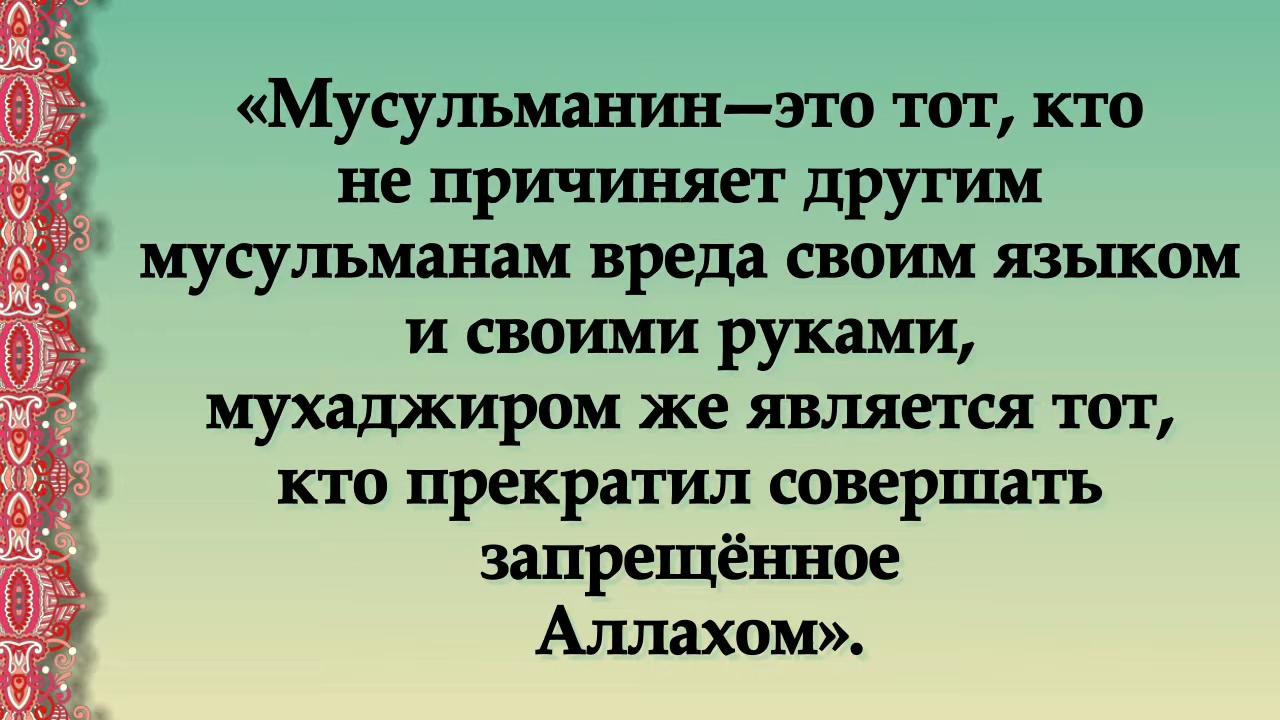 «Мусульманин—это тот, кто
не причиняет другим
мусульманам вреда своим языком
и своими руками,
мухаджиром же является тот,
кто прекратил совершать
запрещённое
Аллахом».